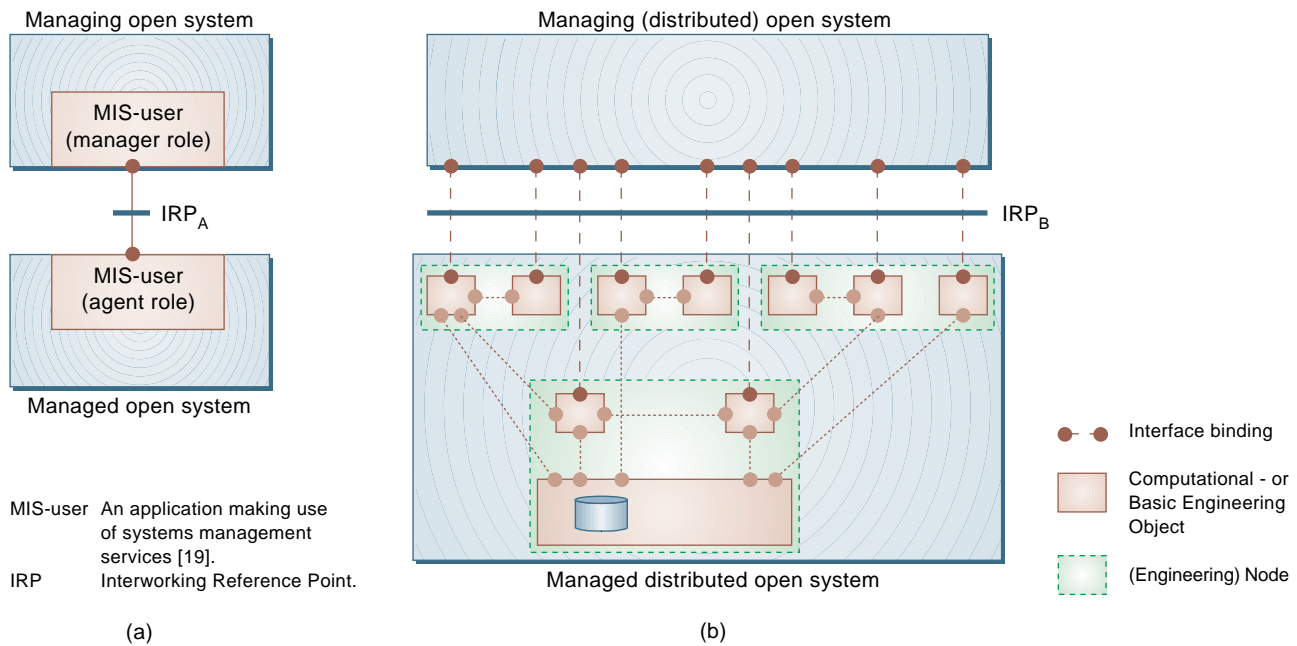 Managing open system
MIS-user
(manager role)
IRPA
MIS-user
(agent role)
Managed open system
MIS-user An application making use
of systems management
services [19].
IRP Interworking Reference Point.
(a)
Managing (distributed) open system
IRPB
Managed distributed open system
(b)
Interface binding
Computational - or
Basic Engineering
Object
(Engineering) Node